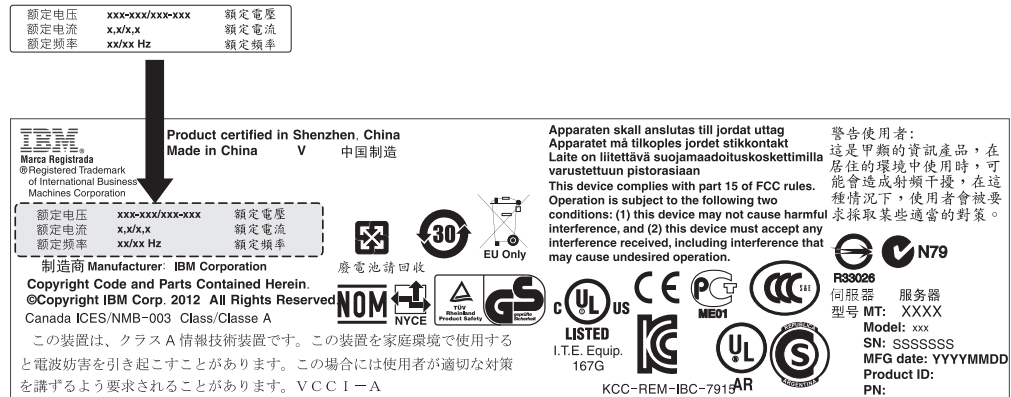 额定电压 xxx-xxx/xxx-xxx 額定電壓
额定电流 x,x/x,x 額定電流
额定频率 xx/xx Hz 額定頻率
IBM®
Marca Registrada
®Registered Trademark
of International Business
Machines Corporation
Product certified in Shenzhen, China
Made in China V 中国制造
额定电压 xxx-xxx/xxx-xxx 額定電壓
额定电流 x,x/x,x 額定電流
额定频率 xx/xx Hz 額定頻率
制造商 Manufacturer: IBM Corporation
Copyright Code and Parts Contained Herein.
©Copyright IBM Corp. 2012 All Rights Reserved
Canada ICES/NMB-003 Class/Classe A
この装置は、クラスA情報技術装置です。この装置を家庭環境で使用する
と電波妨害を引き起こすことがあります。この場合には使用者が適切な対策
を講ずるよう要求されることがあります。VCCI-A
廢電池請回收
30
EU Only
NOM
NYCE
TÜV
Rheinland
Product Safety
GS
geprüfte
Sicherheit
Apparaten skall anslutas till jordat uttag
Apparatet må tilkoples jordet stikkontakt
Laite on liitettävä suojamaadoituskoskettimilla
varustettuun pistorasiaan
This device complies with part 15 of FCC rules.
Operation is subject to the following two
conditions: (1) this device may not cause harmful
interference, and (2) this device must accept any
interference received, including interference that
may cause undesired operation.
C UL US
LISTED
I.T.E. Equip.
167G
CE
KCC-REM-IBC-7915
PCT
ME01
CCC
S&E
UL
AR
REPUBLICA
S
ARGENTINA
警告使用者:
這是甲類的資訊產品，在
居住的環境中使用時，可
能會造成射頻干擾，在這
種情況下，使用者會被要
求採取某些適當的對策。
R33026
N79
伺服器 服务器
型号 MT: XXXX
Model: xxx
SN: SSSSSSS
MFG date: YYYYMMDD
Product ID:
PN: